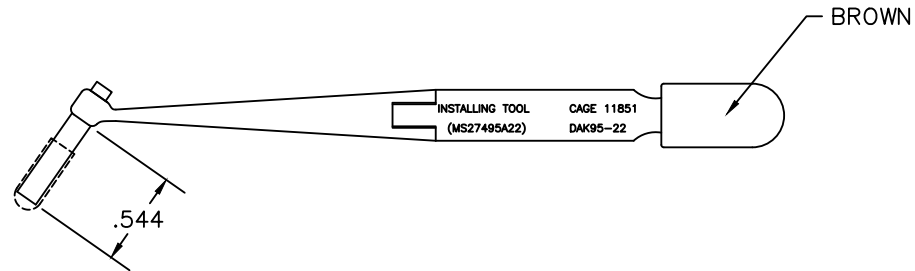 BROWN
INSTALLING TOOL CAGE 11851
(MS27495A22) DAK95-22
.544